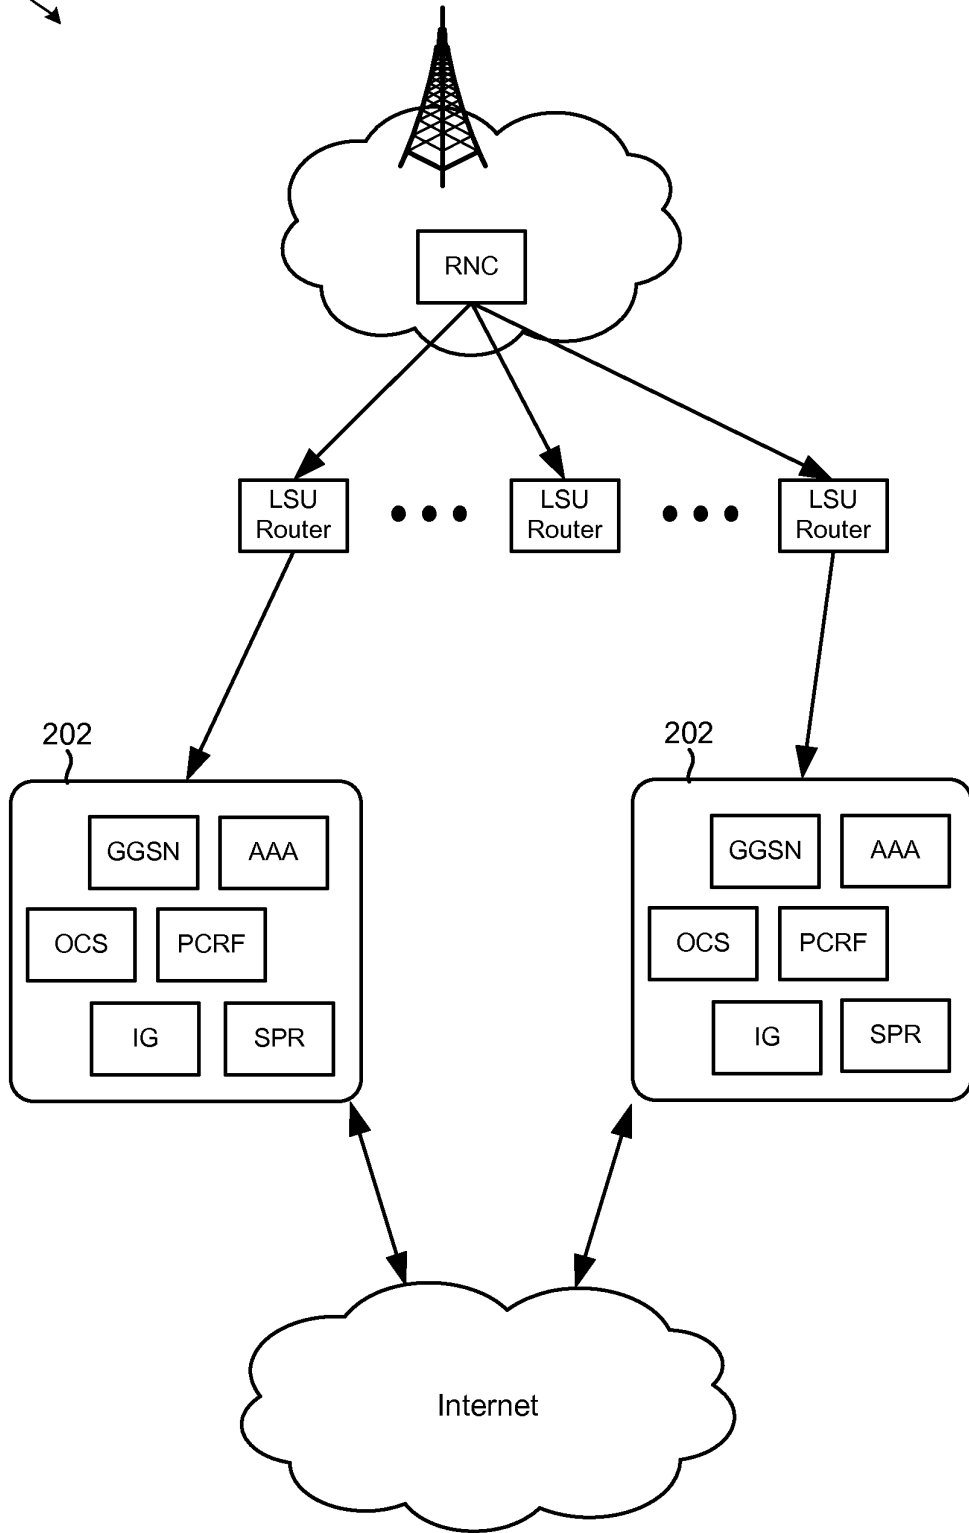 RNC
LSU
Router
LSU
Router
LSU
Router
202
202
GGSN
AAA
OCS
PCRF
IG
SPR
GGSN
AAA
OCS
PCRF
IG
SPR
Internet